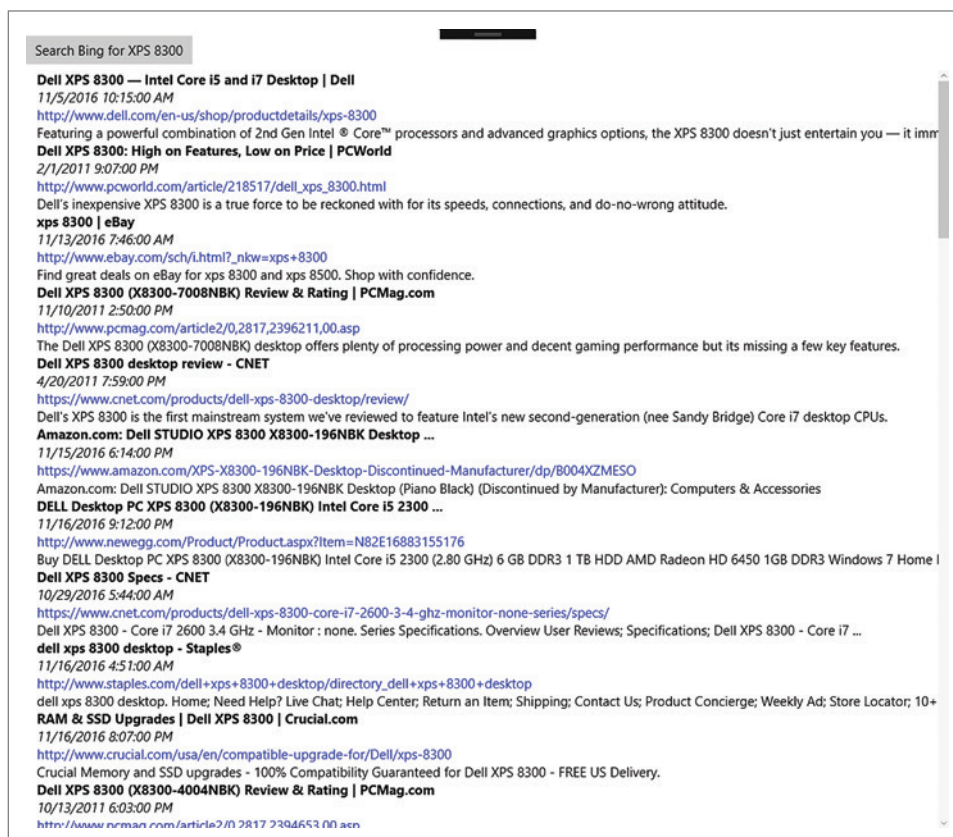 Search Bing for XPS 8300
Dell XPS 8300 — Intel Core i5 and i7 Desktop | Dell
11/5/2016 10:15:00 AM
http://www.dell.com/en-us/shop/productdetails/xps-8300
Featuring a powerful combination of 2nd Gen Intel ® Core™ processors and advanced graphics options, the XPS 8300 doesn't just entertain you — it imm
Dell XPS 8300: High on Features, Low on Price | PCWorld
2/1/2011 9:07:00 PM
http://www.pcworld.com/article/218517/dell_xps_8300.html
Dell's inexpensive XPS 8300 is a true force to be reckoned with for its speeds, connections, and do-no-wrong attitude.
xps 8300 | eBay
11/13/2016 7:46:00 AM
http://www.ebay.com/sch/i.html?_nkw=xps+8300
Find great deals on eBay for xps 8300 and xps 8500. Shop with confidence.
Dell XPS 8300 (X8300-7008NBK) Review & Rating | PCMag.com
11/10/2011 2:50:00 PM
http://www.pcmag.com/article2/0,2817,2396211,00.asp
The Dell XPS 8300 (X8300-7008NBK) desktop offers plenty of processing power and decent gaming performance but its missing a few key features.
Dell XPS 8300 desktop review - CNET
4/20/2011 7:59:00 PM
https://www.cnet.com/products/dell-xps-8300-desktop/review/
Dell's XPS 8300 is the first mainstream system we've reviewed to feature Intel's new second-generation (nee Sandy Bridge) Core i7 desktop CPUs.
Amazon.com: Dell STUDIO XPS 8300 X8300-196NBK Desktop ...
11/15/2016 6:14:00 PM
https://www.amazon.com/XPS-X8300-196NBK-Desktop-Discontinued-Manufacturer/dp/B004XZMESO
Amazon.com: Dell STUDIO XPS 8300 X8300-196NBK Desktop (Piano Black) (Discontinued by Manufacturer): Computers & Accessories
DELL Desktop PC XPS 8300 (X8300-196NBK) Intel Core i5 2300 ...
11/16/2016 9:12:00 PM
http://www.newegg.com/Product/Product.aspx?Item=N82E16883155176
Buy DELL Desktop PC XPS 8300 (X8300-196NBK) Intel Core i5 2300 (2.80 GHz) 6 GB DDR3 1 TB HDD AMD Radeon HD 6450 1GB DDR3 Windows 7 Home
Dell XPS 8300 Specs - CNET
10/29/2016 5:44:00 AM
https://www.cnet.com/products/dell-xps-8300-core-i7-2600-3-4-ghz-monitor-none-series/specs/
Dell XPS 8300 - Core i7 2600 3.4 GHz - Monitor : none. Series Specifications. Overview User Reviews; Specifications; Dell XPS 8300 - Core i7 ...
dell xps 8300 desktop - Staples®
11/16/2016 4:51:00 AM
http://www.staples.com/dell+xps+8300+desktop/directory_dell+xps+8300+desktop
dell xps 8300 desktop. Home; Need Help? Live Chat; Help Center; Return an Item; Shipping; Contact Us; Product Concierge; Weekly Ad; Store Locator; 10+
RAM & SSD Upgrades | Dell XPS 8300 | Crucial.com
11/16/2016 8:07:00 PM
http://www.crucial.com/usa/en/compatible-upgrade-for/Dell/xps-8300
Crucial Memory and SSD upgrades - 100% Compatibility Guaranteed for Dell XPS 8300 - FREE US Delivery.
Dell XPS 8300 (X8300-4004NBK) Review & Rating | PCMag.com
10/13/2011 6:03:00 PM
http://www.pcmag.com/article2/0,2817,2394653,00.asp